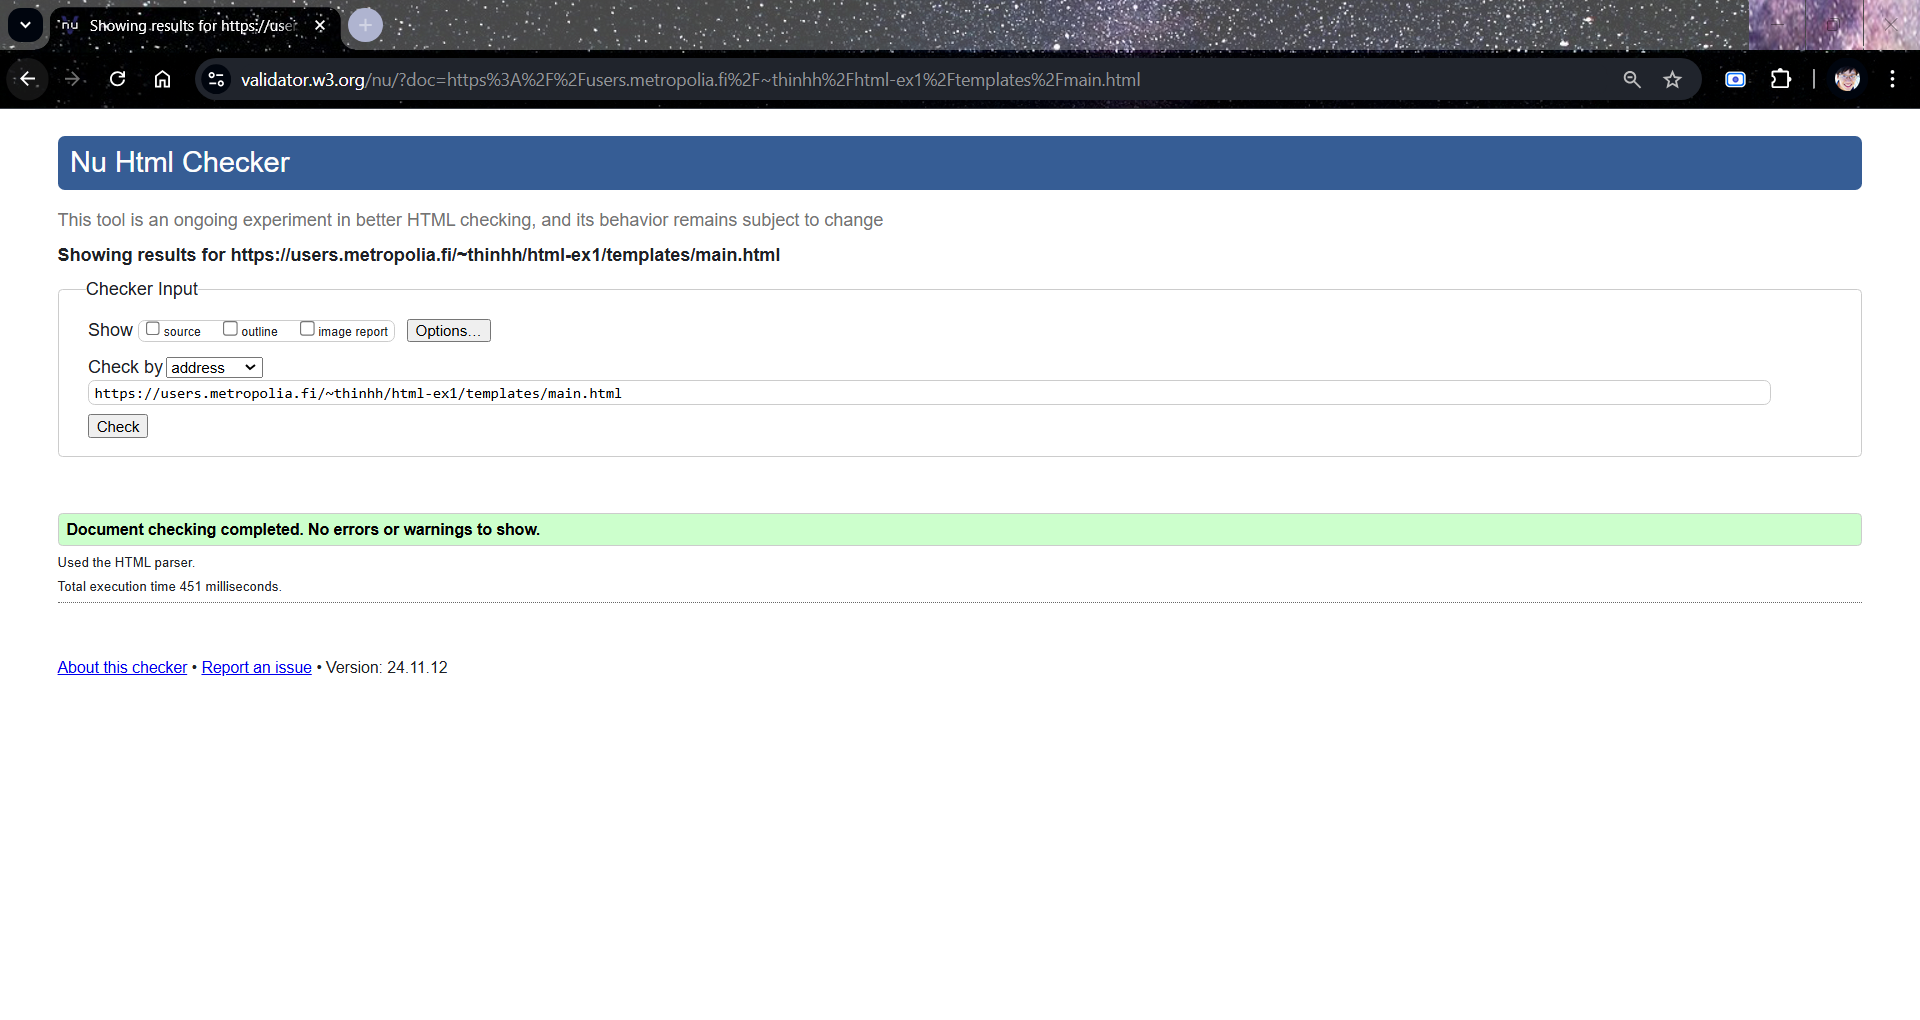 nu Showing results for https://use
validator.w3.org/nu/?doc=https%3A%2F%2Fusers.metropolia.fi%2F~thinhh%2Fhtml-ex1%2Ftemplates%2Fmain.html
Nu Html Checker
This tool is an ongoing experiment in better HTML checking, and its behavior remains subject to change
Showing results for https://users.metropolia.fi/~thinhh/html-ex1/templates/main.html
Checker Input
Show source outline image report Options...
Check by address
https://users.metropolia.fi/~thinhh/html-ex1/templates/main.html
Check
Document checking completed. No errors or warnings to show.
Used the HTML parser.
Total execution time 451 milliseconds.
About this checker • Report an issue • Version: 24.11.12